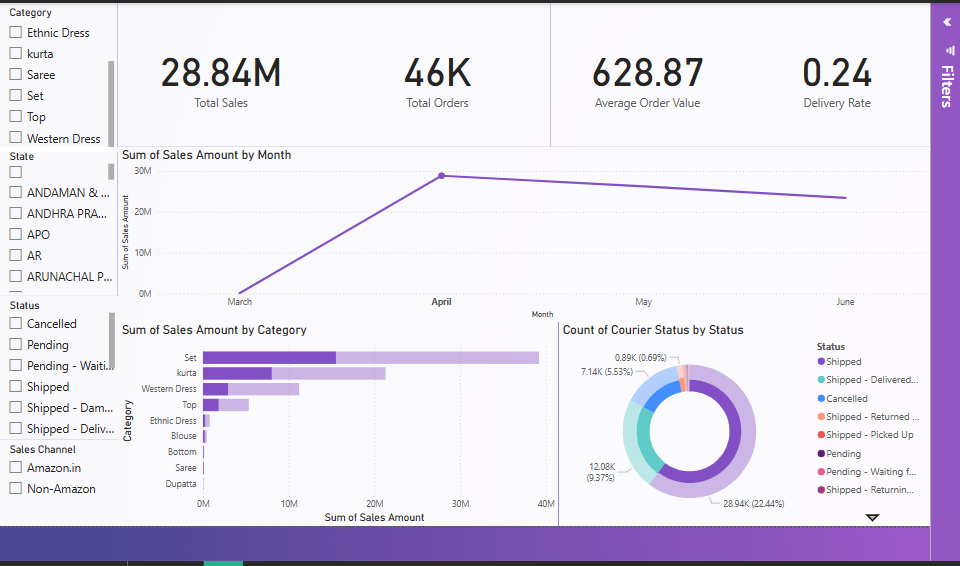 Category
Ethnic Dress
kurta
Saree
Set
Top
Western Dress
State
ANDAMAN & ...
ANDHRA PRA...
APO
AR
ARUNACHAL P...
Status
Cancelled
Pending
Pending - Waiti...
Shipped
Shipped - Dam...
Shipped - Deliv...
Sales Channel
Amazon.in
Non-Amazon
28.84M
Total Sales
46K
Total Orders
628.87
Average Order Value
0.24
Delivery Rate
Sum of Sales Amount by Month
Sum of Sales Amount
30M
20M
10M
0M
March
April
May
June
Month
Sum of Sales Amount by Category
Category
Set
kurta
Western Dress
Top
Ethnic Dress
Blouse
Bottom
Saree
Dupatta
0M
10M
20M
30M
40M
Sum of Sales Amount
Count of Courier Status by Status
0.89K (0.69%)
7.14K (5.53%)
12.08K
(9.37%)
28.94K (22.44%)
Status
Shipped
Shipped - Delivered...
Cancelled
Shipped - Returned ...
Shipped - Picked Up
Pending
Pending - Waiting f...
Shipped - Returnin...
Filters